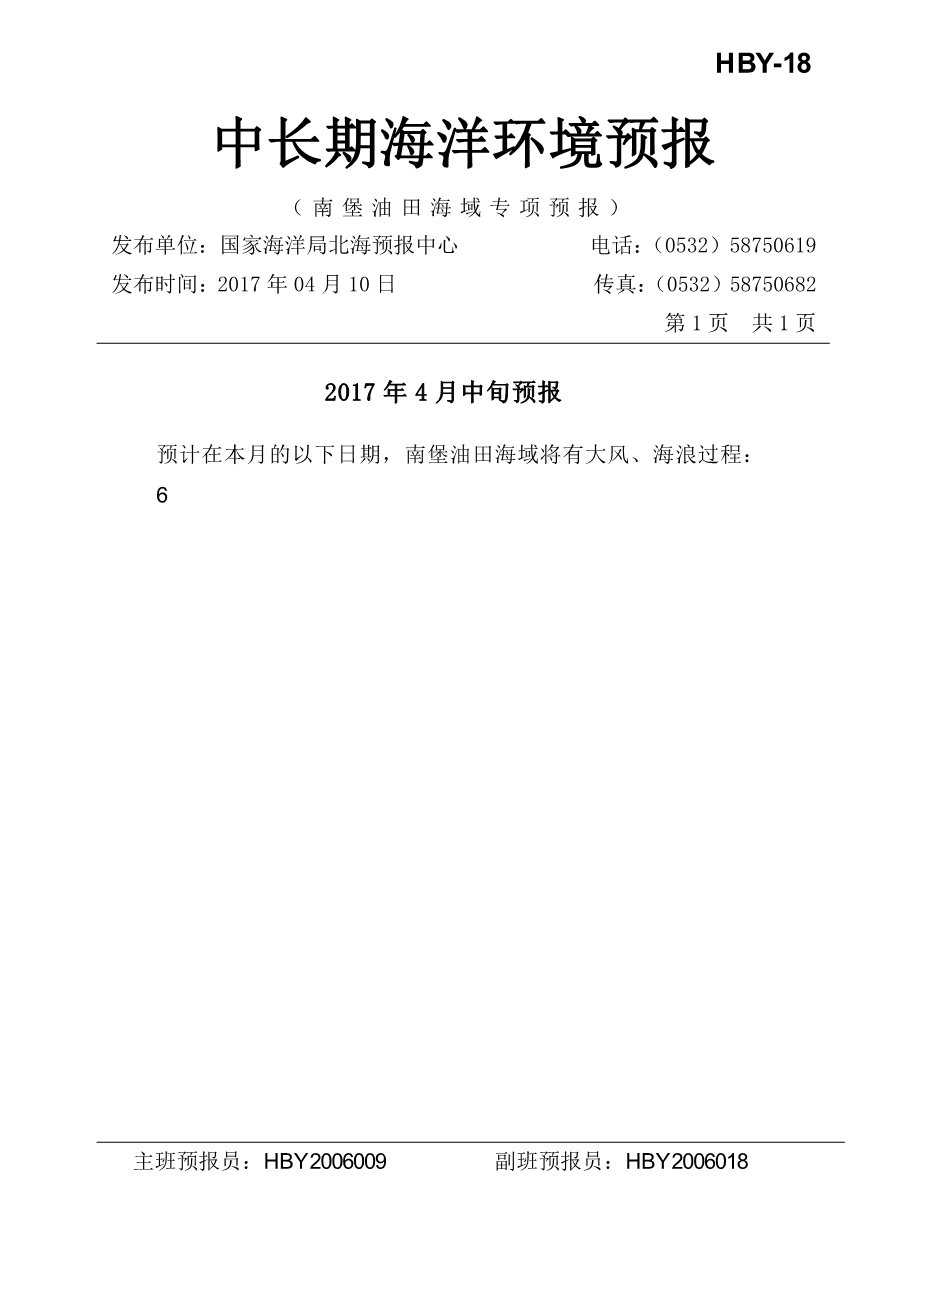 HBY-18
中长期海洋环境预报
（南堡油田海域专项预报）
发布单位：国家海洋局北海预报中心 电话：（0532）58750619
发布时间：2017 年 04 月 10 日 传真：（0532）58750682
第 1 页 共 1 页
2017 年 4 月中旬预报
预计在本月的以下日期，南堡油田海域将有大风、海浪过程：
6
主班预报员：HBY2006009 副班预报员：HBY2006018